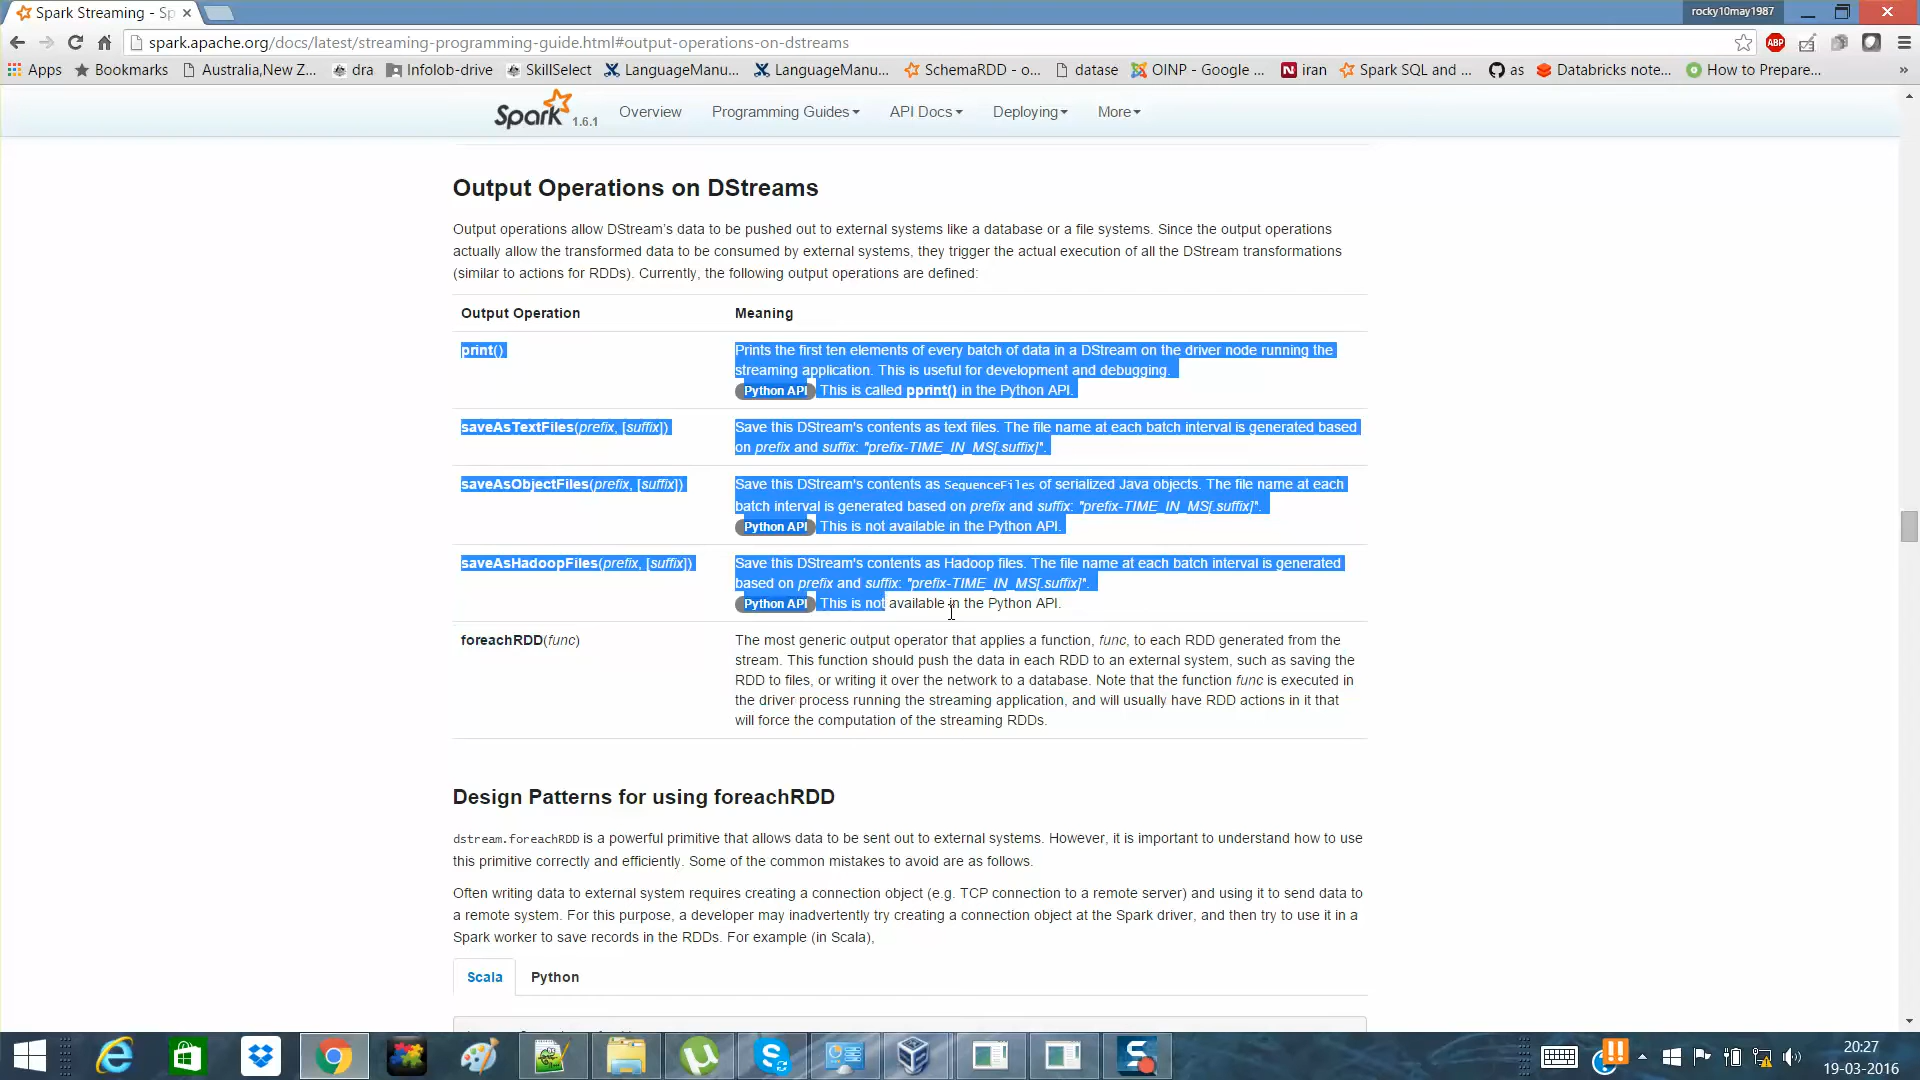 Spark Streaming - Sp
rocky10may1987
spark.apache.org/docs/latest/streaming-programming-guide.html#output-operations-on-dstreams
ABP
Apps Bookmarks Australia,New Z... dra Infolob-drive SkillSelect LanguageManu... LanguageManu... SchemaRDD - o... datase OINP - Google ... iran Spark SQL and ... as Databricks note... How to Prepare... »
Spark 1.6.1 Overview Programming Guides API Docs Deploying More
Output Operations on DStreams
Output operations allow DStream's data to be pushed out to external systems like a database or a file systems. Since the output operations
actually allow the transformed data to be consumed by external systems, they trigger the actual execution of all the DStream transformations
(similar to actions for RDDs). Currently, the following output operations are defined:
Output Operation Meaning
print() Prints the first ten elements of every batch of data in a DStream on the driver node running the
streaming application. This is useful for development and debugging.
Python API This is called pprint() in the Python API.
saveAsTextFiles(prefix, [suffix]) Save this DStream's contents as text files. The file name at each batch interval is generated based
on prefix and suffix: "prefix-TIME_IN_MS[.suffix]".
saveAsObjectFiles(prefix, [suffix]) Save this DStream's contents as SequenceFiles of serialized Java objects. The file name at each
batch interval is generated based on prefix and suffix: "prefix-TIME_IN_MS[.suffix]".
Python API This is not available in the Python API.
saveAsHadoopFiles(prefix, [suffix]) Save this DStream's contents as Hadoop files. The file name at each batch interval is generated
based on prefix and suffix: "prefix-TIME_IN_MS[.suffix]".
Python API This is not available in the Python API.
foreachRDD(func) The most generic output operator that applies a function, func, to each RDD generated from the
stream. This function should push the data in each RDD to an external system, such as saving the
RDD to files, or writing it over the network to a database. Note that the function func is executed in
the driver process running the streaming application, and will usually have RDD actions in it that
will force the computation of the streaming RDDs.
Design Patterns for using foreachRDD
dstream.foreachRDD is a powerful primitive that allows data to be sent out to external systems. However, it is important to understand how to use
this primitive correctly and efficiently. Some of the common mistakes to avoid are as follows.
Often writing data to external system requires creating a connection object (e.g. TCP connection to a remote server) and using it to send data to
a remote system. For this purpose, a developer may inadvertently try creating a connection object at the Spark driver, and then try to use it in a
Spark worker to save records in the RDDs. For example (in Scala),
Scala Python
20:27
19-03-2016